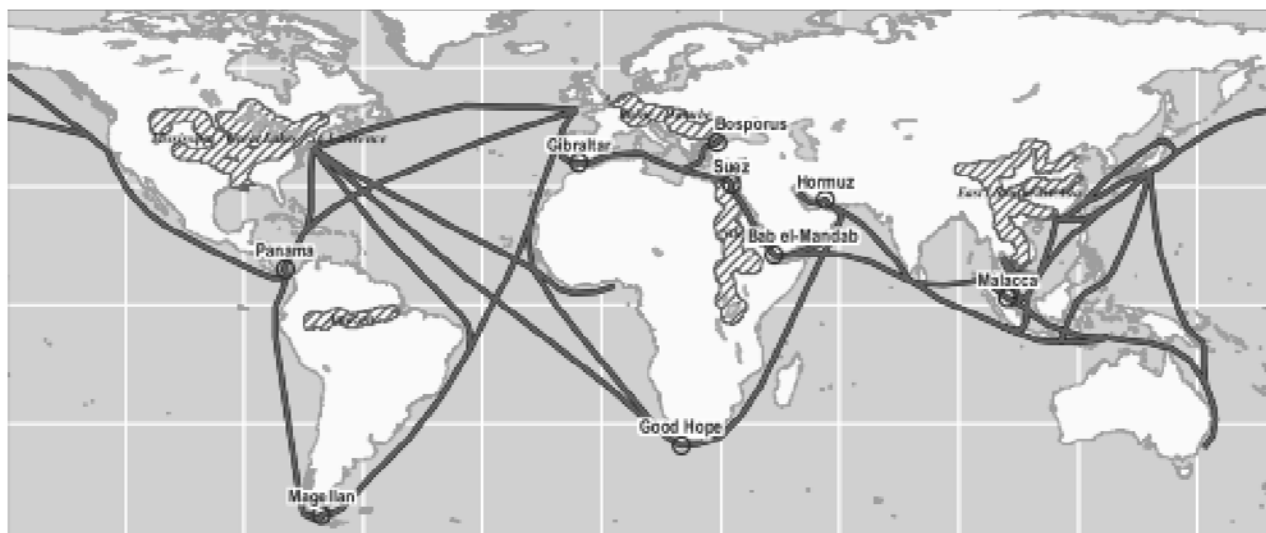 Bosporus
Gibraltar
Suez
Hormuz
Bab el-Mandab
Panama
Malacca
Good Hope
Magellan